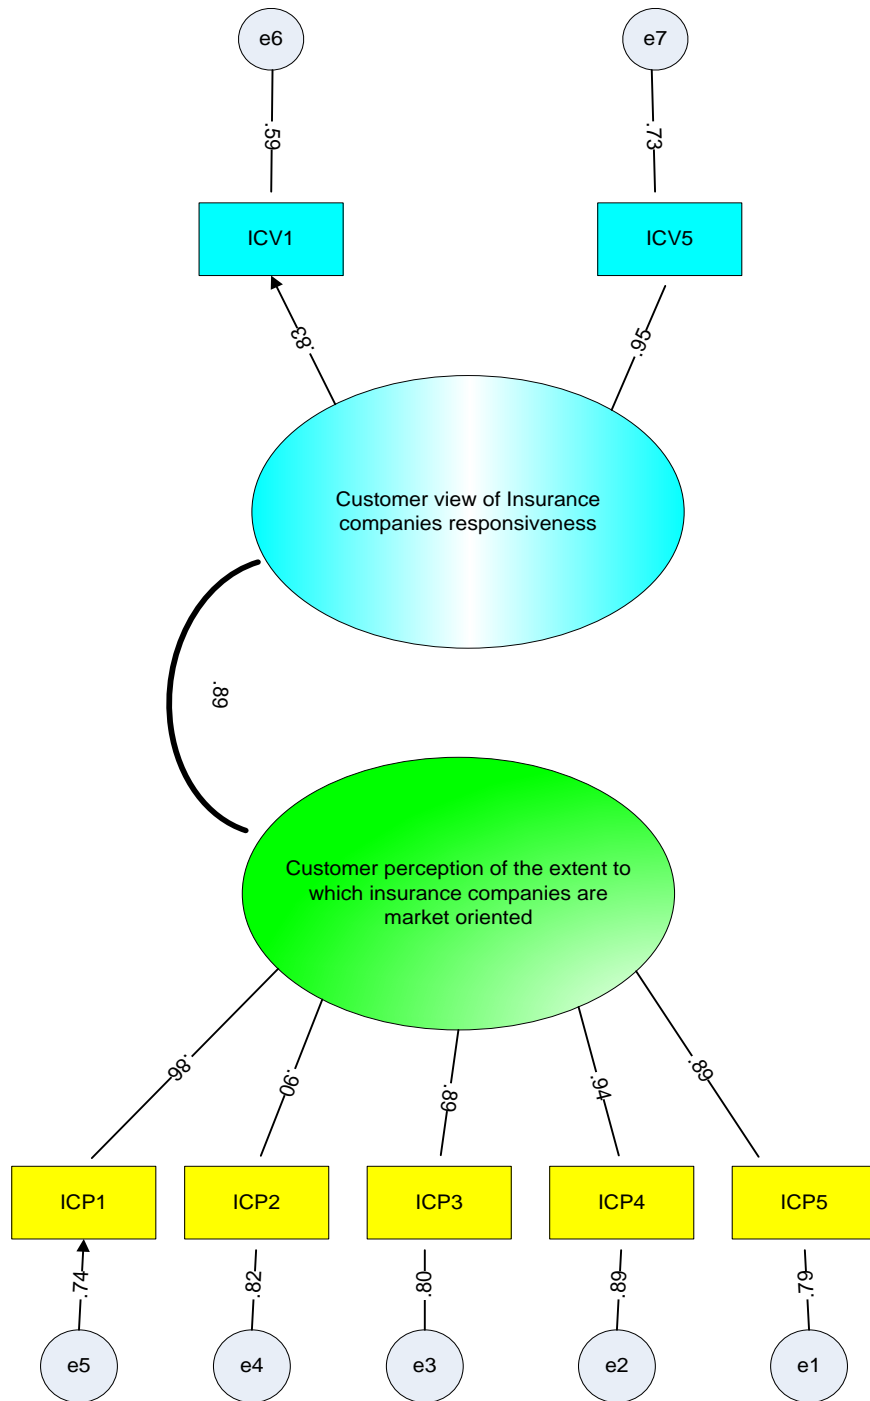 e6
e7
.59
.73
ICV1
ICV5
.83
.95
Customer view of Insurance
companies responsiveness
.89
Customer perception of the extent to
which insurance companies are
market oriented
.86
.90
.89
.94
.89
ICP1
ICP2
ICP3
ICP4
ICP5
.74
.82
.80
.89
.79
e5
e4
e3
e2
e1